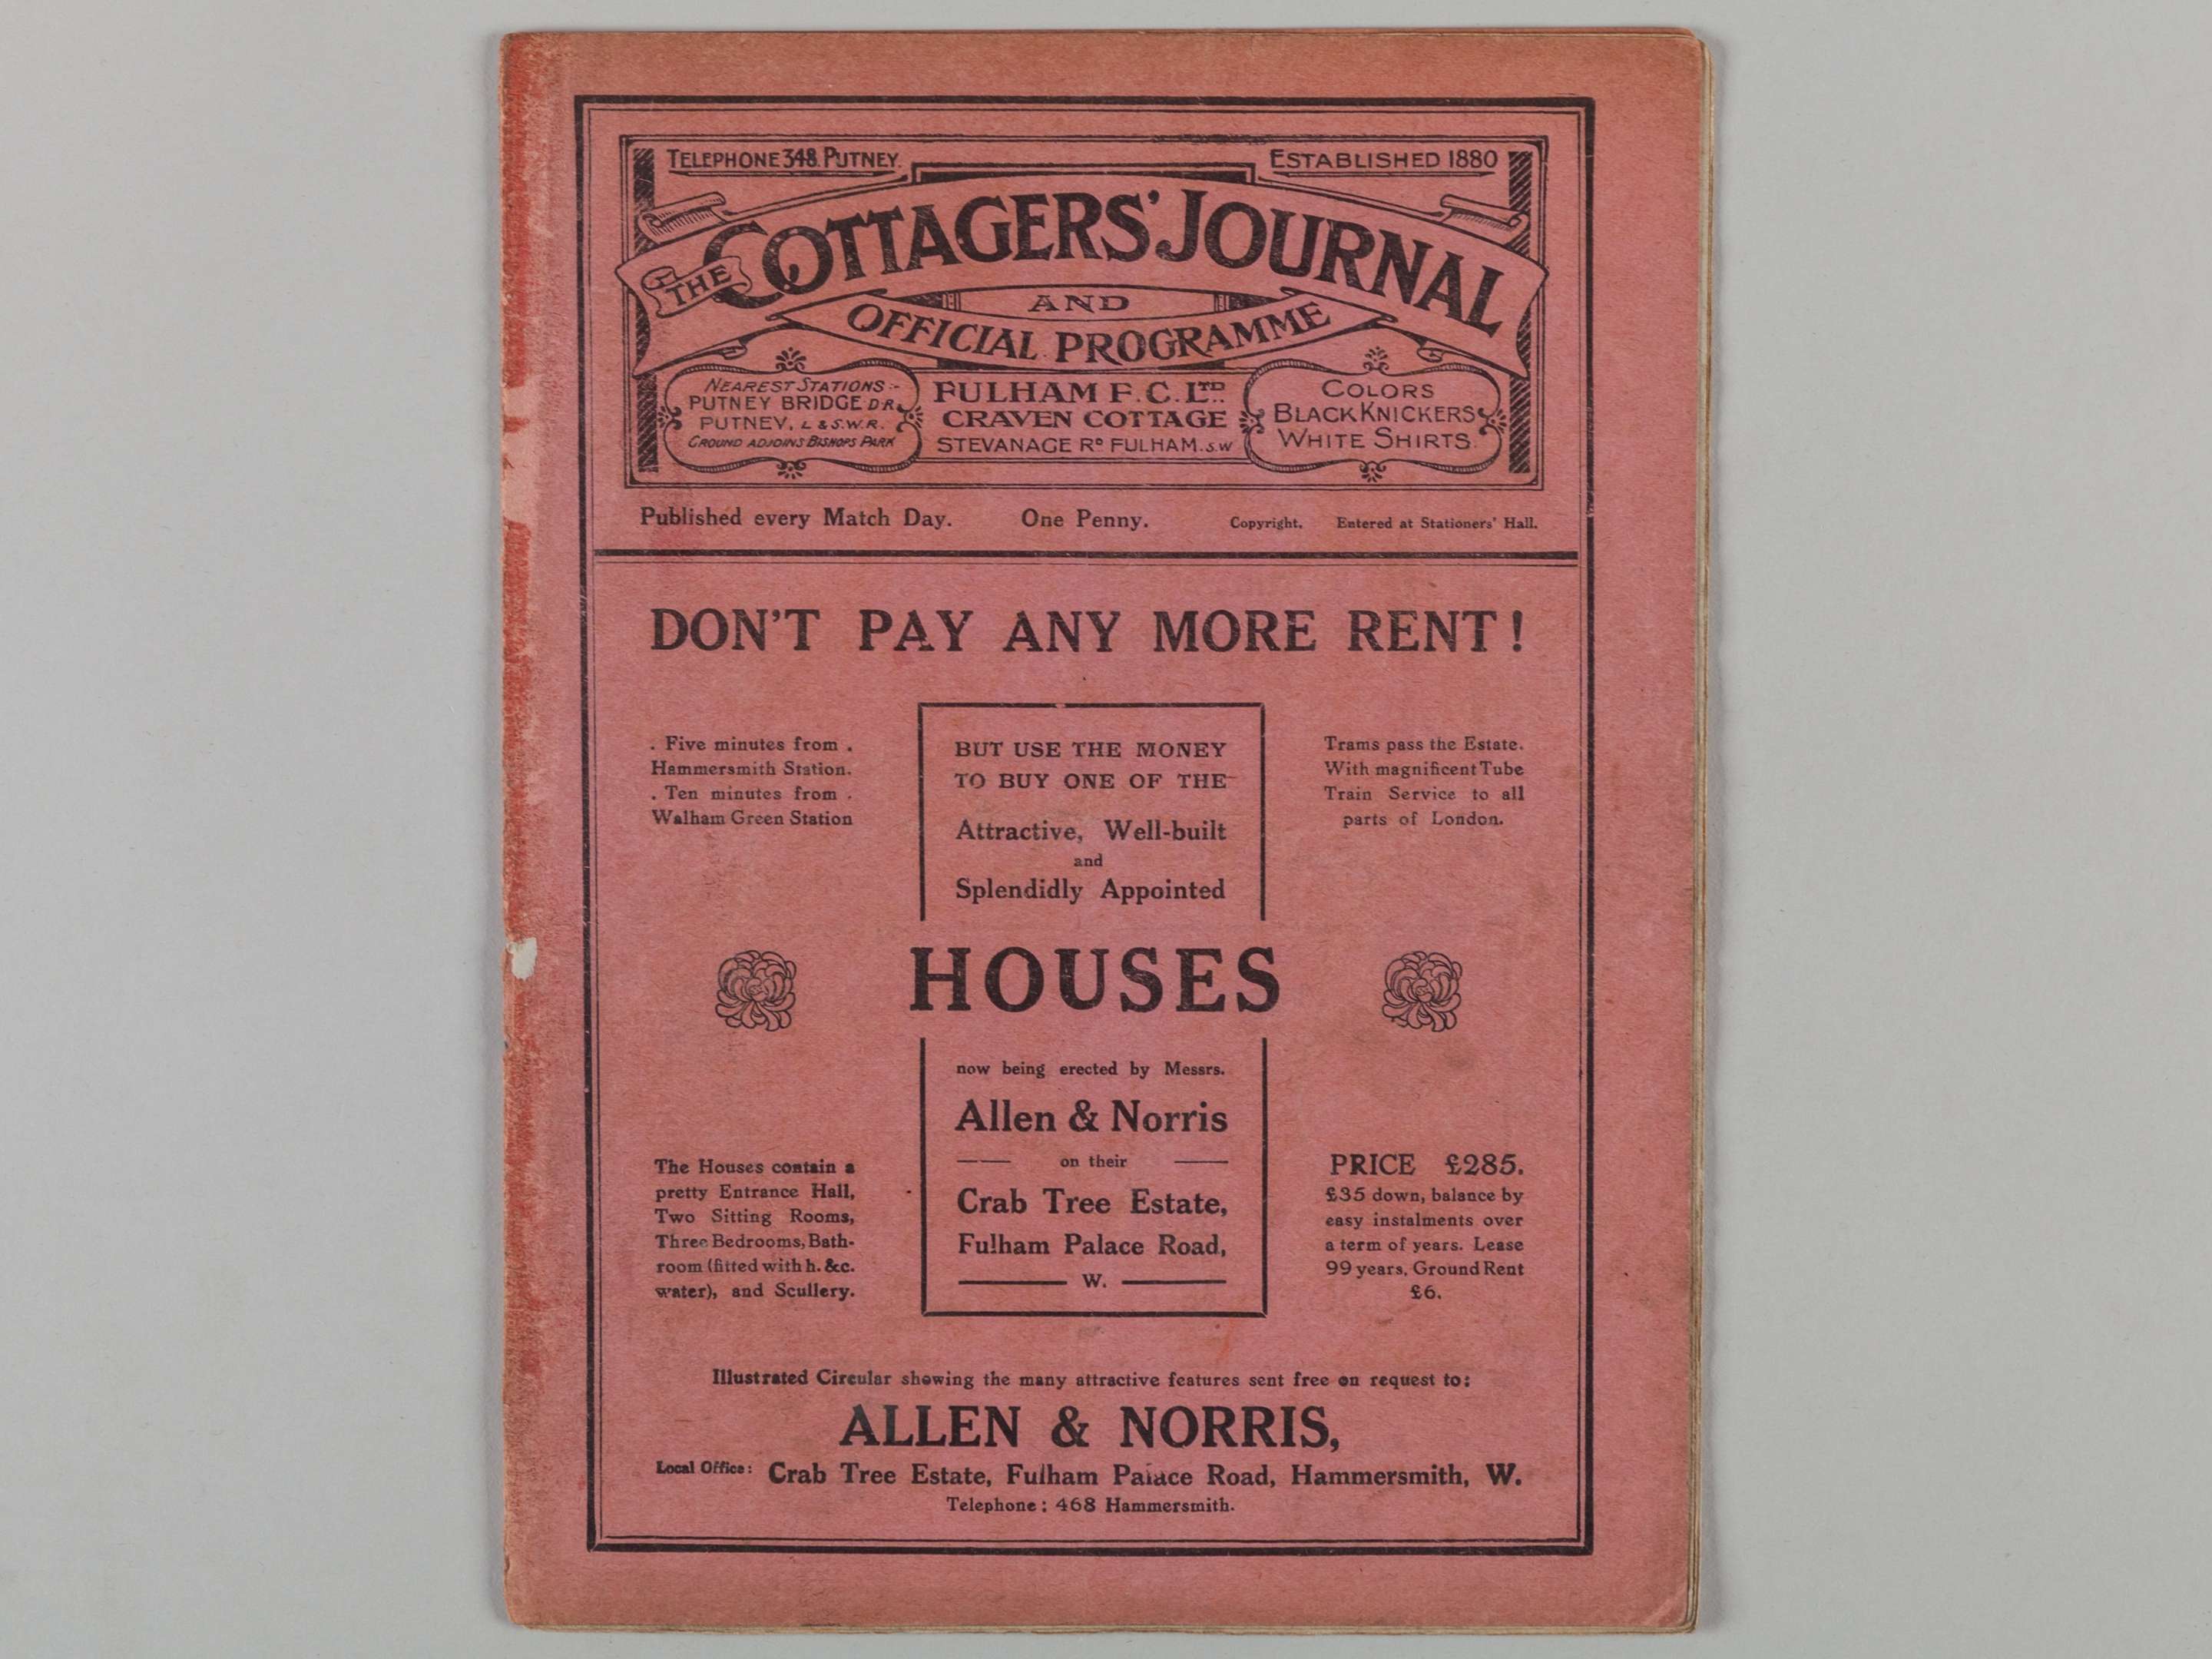 TELEPHONE 348. PUTNEY.
ESTABLISHED 1880
THE COTTAGERS' JOURNAL
AND
OFFICIAL PROGRAMME
NEAREST STATIONS:-
PUTNEY BRIDGE D.R.
PUTNEY, L & S.W.R.
GROUND ADJOINS BISHOPS PARK
FULHAM F.C. LTD.
CRAVEN COTTAGE
STEVANAGE RD FULHAM. S.W
COLORS
BLACK KNICKERS
WHITE SHIRTS
Published every Match Day. One Penny. Copyright. Entered at Stationers' Hall.
DON'T PAY ANY MORE RENT!
. Five minutes from .
Hammersmith Station.
. Ten minutes from .
Walham Green Station
BUT USE THE MONEY
TO BUY ONE OF THE
Attractive, Well-built
and
Splendidly Appointed
Trams pass the Estate.
With magnificent Tube
Train Service to all
parts of London.
HOUSES
now being erected by Messrs.
Allen & Norris
on their
Crab Tree Estate,
Fulham Palace Road,
W.
The Houses contain a
pretty Entrance Hall,
Two Sitting Rooms,
Three Bedrooms, Bath-
room (fitted with h. &c.
water), and Scullery.
PRICE £285.
£35 down, balance by
easy instalments over
a term of years. Lease
99 years, Ground Rent
£6.
Illustrated Circular showing the many attractive features sent free on request to:
ALLEN & NORRIS,
Local Office: Crab Tree Estate, Fulham Palace Road, Hammersmith, W.
Telephone: 468 Hammersmith.